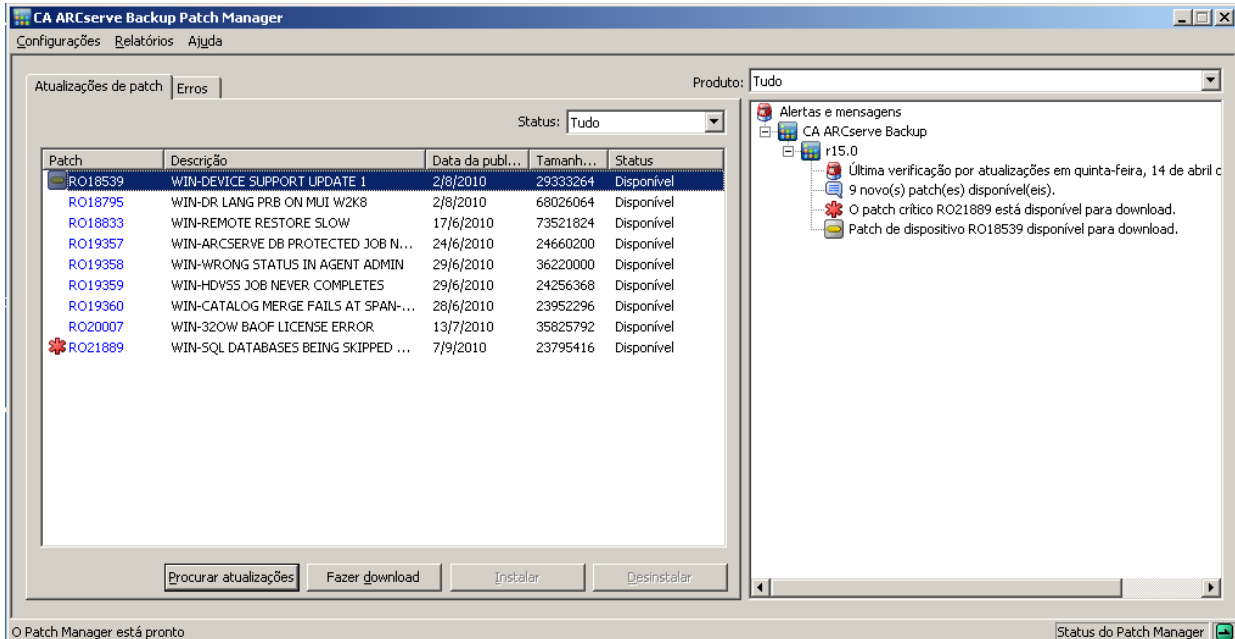 CA ARCserve Backup Patch Manager
Configurações Relatórios Ajuda
Atualizações de patch Erros
Produto: Tudo
Status: Tudo
Patch Descrição Data da publ... Tamanh... Status
RO18539 WIN-DEVICE SUPPORT UPDATE 1 2/8/2010 29333264 Disponível
RO18795 WIN-DR LANG PRB ON MUI W2K8 2/8/2010 68026064 Disponível
RO18833 WIN-REMOTE RESTORE SLOW 17/6/2010 73521824 Disponível
RO19357 WIN-ARCSERVE DB PROTECTED JOB N... 24/6/2010 24660200 Disponível
RO19358 WIN-WRONG STATUS IN AGENT ADMIN 29/6/2010 36220000 Disponível
RO19359 WIN-HDVSS JOB NEVER COMPLETES 29/6/2010 24256368 Disponível
RO19360 WIN-CATALOG MERGE FAILS AT SPAN-... 28/6/2010 23952296 Disponível
RO20007 WIN-32OW BAOF LICENSE ERROR 13/7/2010 35825792 Disponível
RO21889 WIN-SQL DATABASES BEING SKIPPED ... 7/9/2010 23795416 Disponível
Procurar atualizações Fazer download Instalar Desinstalar
Alertas e mensagens
CA ARCserve Backup
r15.0
Última verificação por atualizações em quinta-feira, 14 de abril
9 novo(s) patch(es) disponível(eis).
O patch crítico RO21889 está disponível para download.
Patch de dispositivo RO18539 disponível para download.
O Patch Manager está pronto
Status do Patch Manager